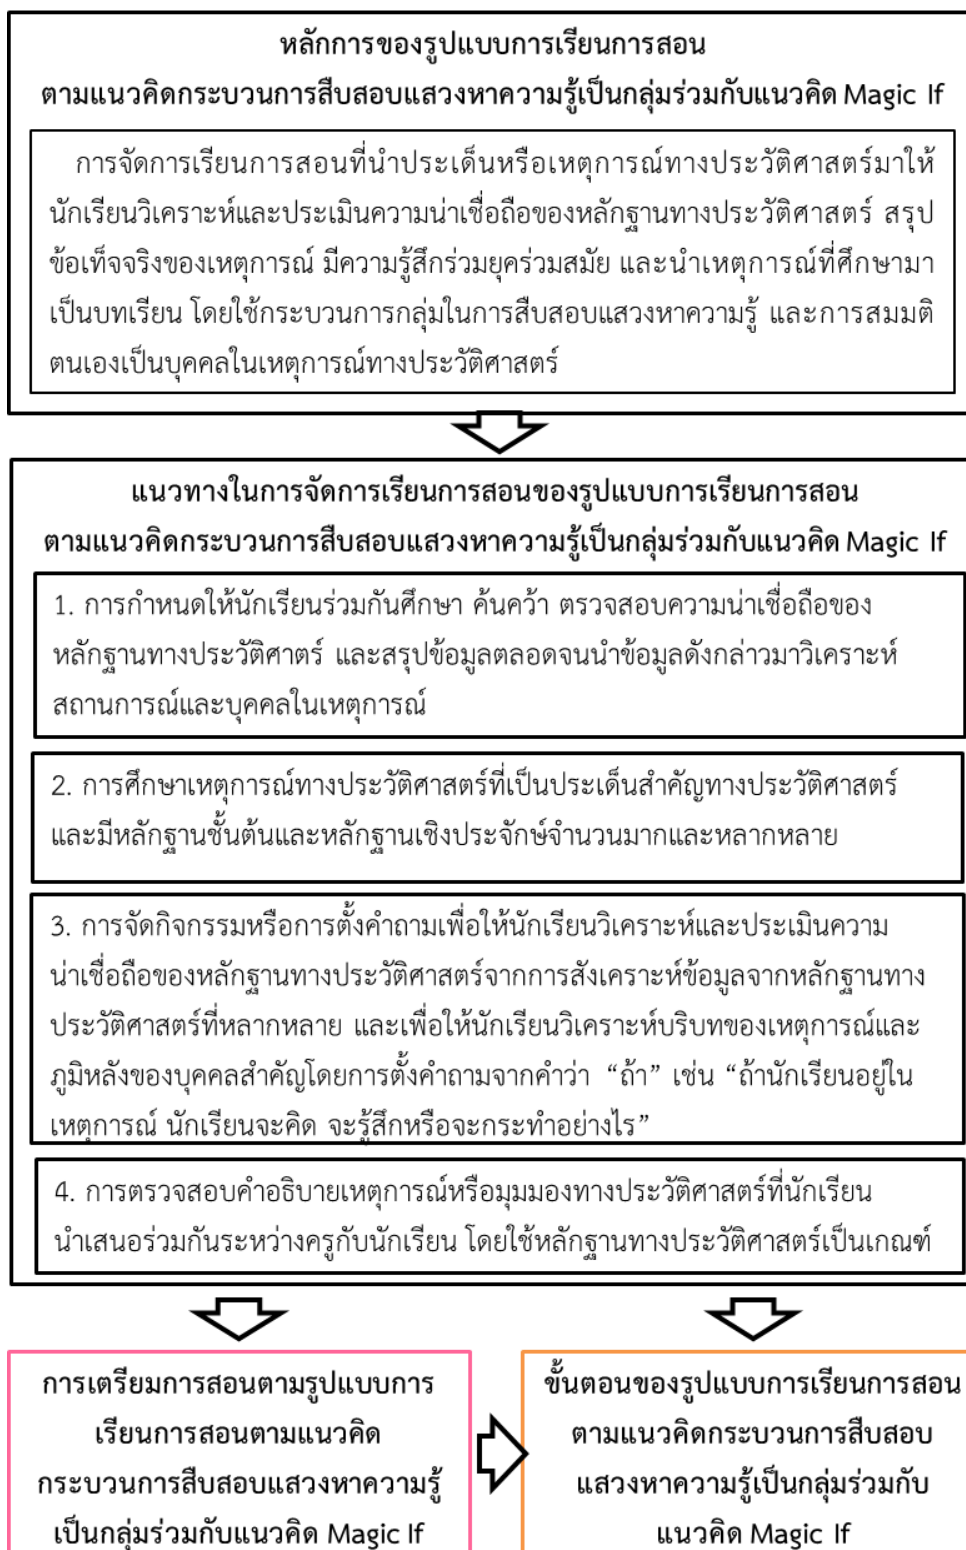 หลักการของรูปแบบการเรียนการสอน
ตามแนวคิดกระบวนการสืบสอบแสวงหาความรู้เป็นกลุ่มร่วมกับแนวคิด Magic If
การจัดการเรียนการสอนที่นำประเด็นหรือเหตุการณ์ทางประวัติศาสตร์มาให้
นักเรียนวิเคราะห์และประเมินความน่าเชื่อถือของหลักฐานทางประวัติศาสตร์ สรุป
ข้อเท็จจริงของเหตุการณ์ มีความรู้สึกร่วมยุคร่วมสมัย และนำเหตุการณ์ที่ศึกษามา
เป็นบทเรียน โดยใช้กระบวนการกลุ่มในการสืบสอบแสวงหาความรู้ และการสมมติ
ตนเองเป็นบุคคลในเหตุการณ์ทางประวัติศาสตร์
แนวทางในการจัดการเรียนการสอนของรูปแบบการเรียนการสอน
ตามแนวคิดกระบวนการสืบสอบแสวงหาความรู้เป็นกลุ่มร่วมกับแนวคิด Magic If
1. การกำหนดให้นักเรียนร่วมกันศึกษา ค้นคว้า ตรวจสอบความน่าเชื่อถือของ
หลักฐานทางประวัติศาตร์ และสรุปข้อมูลตลอดจนนำข้อมูลดังกล่าวมาวิเคราะห์
สถานการณ์และบุคคลในเหตุการณ์
2. การศึกษาเหตุการณ์ทางประวัติศาสตร์ที่เป็นประเด็นสำคัญทางประวัติศาสตร์
และมีหลักฐานชั้นต้นและหลักฐานเชิงประจักษ์จำนวนมากและหลากหลาย
3. การจัดกิจกรรมหรือการตั้งคำถามเพื่อให้นักเรียนวิเคราะห์และประเมินความ
น่าเชื่อถือของหลักฐานทางประวัติศาสตร์จากการสังเคราะห์ข้อมูลจากหลักฐานทาง
ประวัติศาสตร์ที่หลากหลาย และเพื่อให้นักเรียนวิเคราะห์บริบทของเหตุการณ์และ
ภูมิหลังของบุคคลสำคัญโดยการตั้งคำถามจากคำว่า “ถ้า” เช่น “ถ้านักเรียนอยู่ใน
เหตุการณ์ นักเรียนจะคิด จะรู้สึกหรือจะกระทำอย่างไร”
4. การตรวจสอบคำอธิบายเหตุการณ์หรือมุมมองทางประวัติศาสตร์ที่นักเรียน
นำเสนอร่วมกันระหว่างครูกับนักเรียน โดยใช้หลักฐานทางประวัติศาสตร์เป็นเกณฑ์
การเตรียมการสอนตามรูปแบบการ
เรียนการสอนตามแนวคิด
กระบวนการสืบสอบแสวงหาความรู้
เป็นกลุ่มร่วมกับแนวคิด Magic If
ขั้นตอนของรูปแบบการเรียนการสอน
ตามแนวคิดกระบวนการสืบสอบ
แสวงหาความรู้เป็นกลุ่มร่วมกับ
แนวคิด Magic If